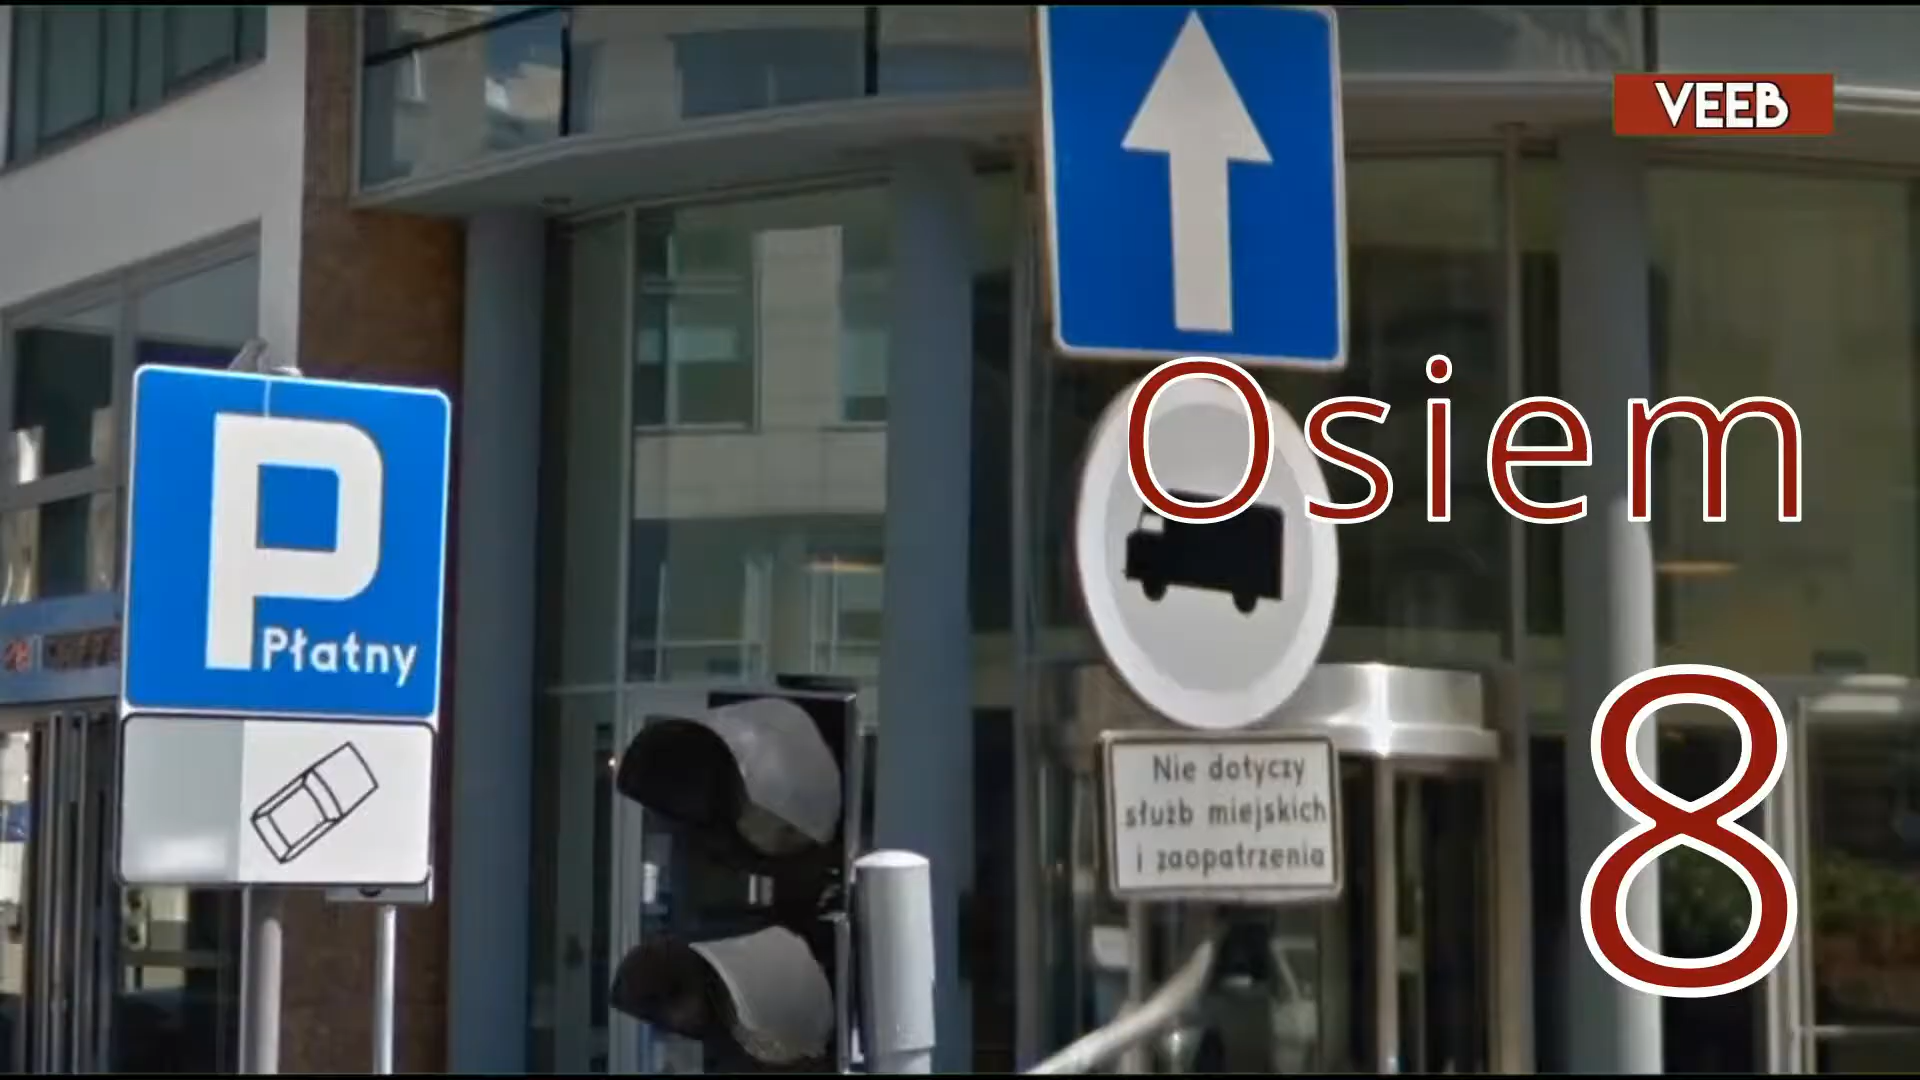 VEEB
Osiem
P
Płatny
Nie dotyczy
służb miejskich
i zaopatrzenia
8